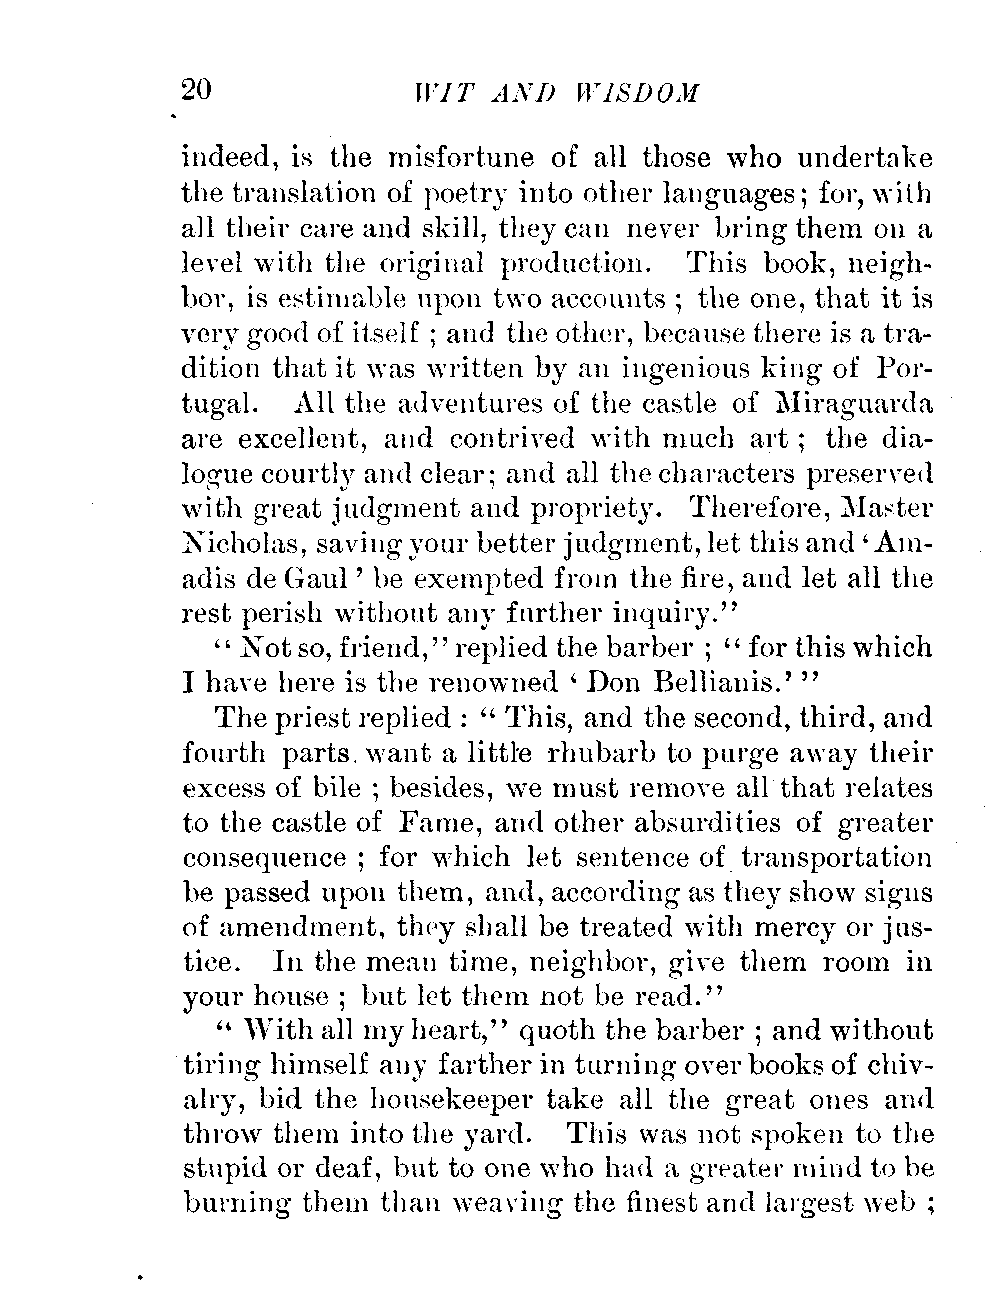 20 WIT AND WISDOM
indeed, is the misfortune of all those who undertake
the translation of poetry into other languages; for, with
all their care and skill, they can never bring them on a
level with the original production. This book, neigh-
bor, is estimable upon two accounts ; the one, that it is
very good of itself ; and the other, because there is a tra-
dition that it was written by an ingenious king of Por-
tugal. All the adventures of the castle of Miraguarda
are excellent, and contrived with much art ; the dia-
logue courtly and clear; and all the characters preserved
with great judgment and propriety. Therefore, Master
Nicholas, saving your better judgment, let this and ‘ Am-
adis de Gaul ’ be exempted from the fire, and let all the
rest perish without any further inquiry.”
“ Not so, friend,” replied the barber ; “ for this which
I have here is the renowned ‘ Don Bellianis.’ ”
The priest replied : “ This, and the second, third, and
fourth parts. want a little rhubarb to purge away their
excess of bile ; besides, we must remove all that relates
to the castle of Fame, and other absurdities of greater
consequence ; for which let sentence of transportation
be passed upon them, and, according as they show signs
of amendment, they shall be treated with mercy or jus-
tice. In the mean time, neighbor, give them room in
your house ; but let them not be read.”
“ With all my heart,” quoth the barber ; and without
tiring himself any farther in turning over books of chiv-
alry, bid the housekeeper take all the great ones and
throw them into the yard. This was not spoken to the
stupid or deaf, but to one who had a greater mind to be
burning them than weaving the finest and largest web ;